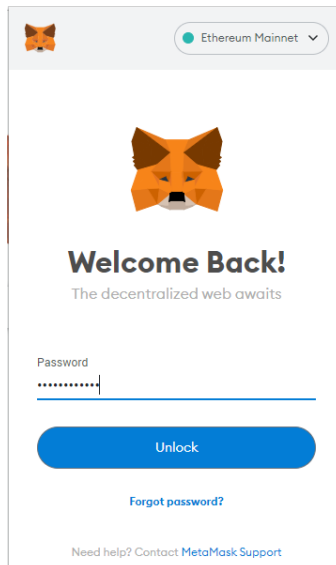 Ethereum Mainnet
Welcome Back!
The decentralized web awaits
Password
••••••••••••
Unlock
Forgot password?
Need help? Contact MetaMask Support